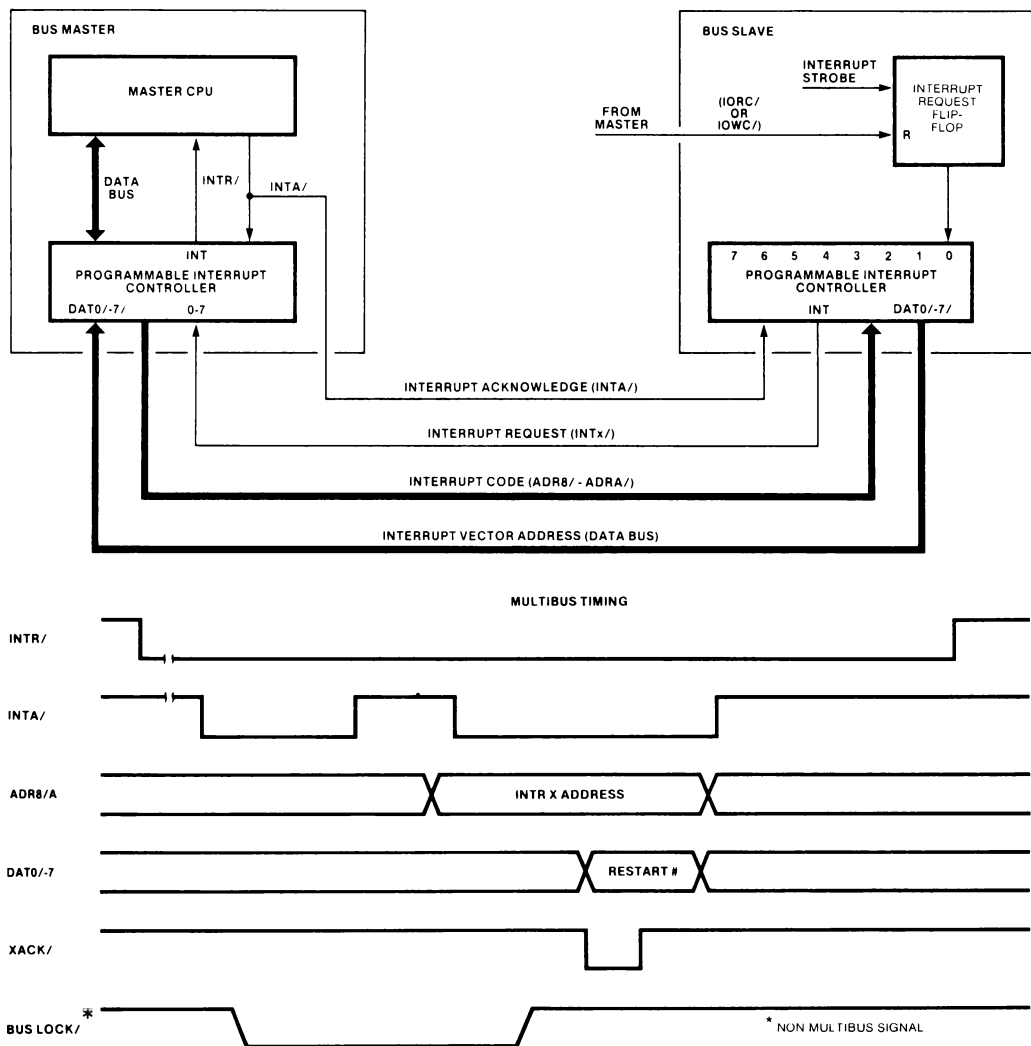 BUS MASTER
MASTER CPU
DATA
BUS
INTR/
INTA/
INT
PROGRAMMABLE INTERRUPT
CONTROLLER
DAT0/-7/ 0-7
BUS SLAVE
INTERRUPT
STROBE
INTERRUPT
REQUEST
FLIP-
FLOP
R
FROM
MASTER
(IORC/
OR
IOWC/)
7 6 5 4 3 2 1 0
PROGRAMMABLE INTERRUPT
CONTROLLER
INT DAT0/-7/
INTERRUPT ACKNOWLEDGE (INTA/)
INTERRUPT REQUEST (INTx/)
INTERRUPT CODE (ADR8/ - ADRA/)
INTERRUPT VECTOR ADDRESS (DATA BUS)
MULTIBUS TIMING
INTR/
INTA/
ADR8/A
INTR X ADDRESS
DAT0/-7
RESTART #
XACK/
BUS LOCK/ *
* NON MULTIBUS SIGNAL